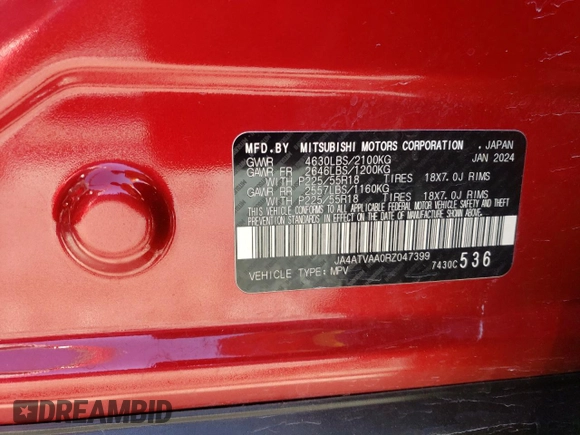 MFD.BY MITSUBISHI MOTORS CORPORATION . JAPAN
GVWR 4630LBS/2100KG JAN 2024
GAWR FR 2646LBS/1200KG
WITH P225/55R18 TIRES 18X7.0J RIMS
GAWR RR 2557LBS/1160KG
WITH P225/55R18 TIRES 18X7.0J RIMS
THIS VEHICLE CONFORMS TO ALL APPLICABLE FEDERAL MOTOR VEHICLE SAFETY, BUMPER, AND THEFT
PREVENTION STANDARDS IN EFFECT ON THE DATE OF MANUFACTURE SHOWN ABOVE.
JA4ATVAA0RZ047399
VEHICLE TYPE: MPV 7430C 536
DREAMBID